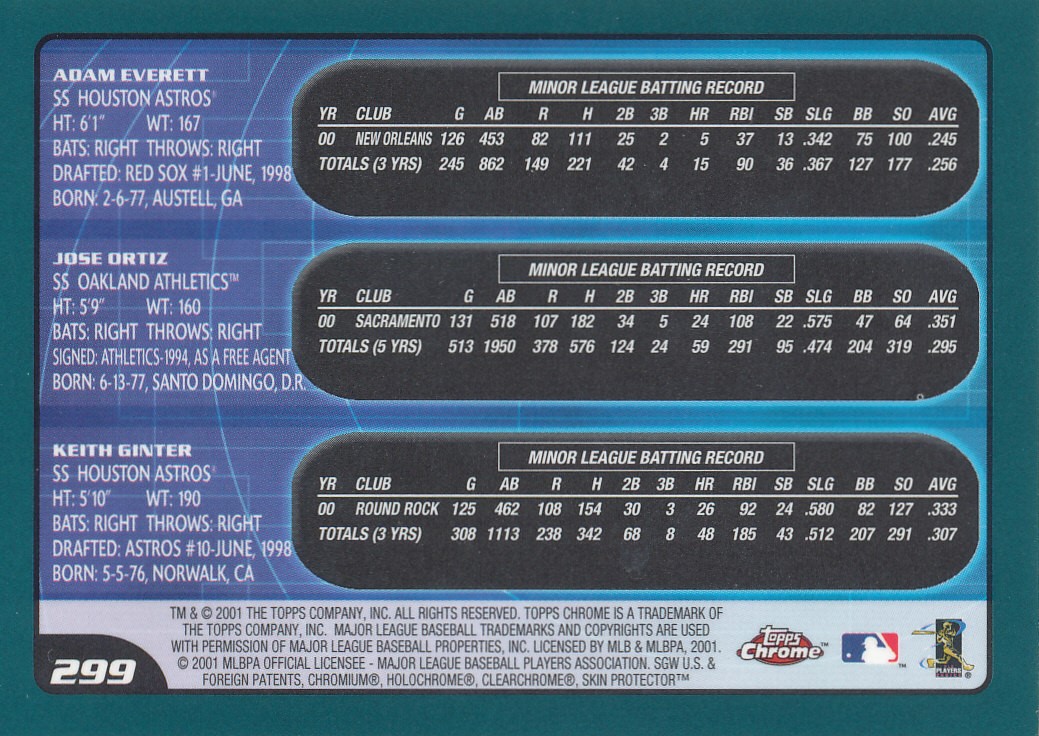 ADAM EVERETT
SS HOUSTON ASTROS®
HT: 6'1" WT: 167
BATS: RIGHT THROWS: RIGHT
DRAFTED: RED SOX #1-JUNE, 1998
BORN: 2-6-77, AUSTELL, GA
MINOR LEAGUE BATTING RECORD
YR CLUB G AB R H 2B 3B HR RBI SB SLG BB SO AVG
00 NEW ORLEANS 126 453 82 111 25 2 5 37 13 .342 75 100 .245
TOTALS (3 YRS) 245 862 149 221 42 4 15 90 36 .367 127 177 .256
JOSE ORTIZ
SS OAKLAND ATHLETICS™
HT: 5'9" WT: 160
BATS: RIGHT THROWS: RIGHT
SIGNED: ATHLETICS-1994, AS A FREE AGENT
BORN: 6-13-77, SANTO DOMINGO, D.R.
MINOR LEAGUE BATTING RECORD
YR CLUB G AB R H 2B 3B HR RBI SB SLG BB SO AVG
00 SACRAMENTO 131 518 107 182 34 5 24 108 22 .575 47 64 .351
TOTALS (5 YRS) 513 1950 378 576 124 24 59 291 95 .474 204 319 .295
KEITH GINTER
SS HOUSTON ASTROS®
HT: 5'10" WT: 190
BATS: RIGHT THROWS: RIGHT
DRAFTED: ASTROS #10-JUNE, 1998
BORN: 5-5-76, NORWALK, CA
MINOR LEAGUE BATTING RECORD
YR CLUB G AB R H 2B 3B HR RBI SB SLG BB SO AVG
00 ROUND ROCK 125 462 108 154 30 3 26 92 24 .580 82 127 .333
TOTALS (3 YRS) 308 1113 238 342 68 8 48 185 43 .512 207 291 .307
299
TM & © 2001 THE TOPPS COMPANY, INC. ALL RIGHTS RESERVED. TOPPS CHROME IS A TRADEMARK OF
THE TOPPS COMPANY, INC. MAJOR LEAGUE BASEBALL TRADEMARKS AND COPYRIGHTS ARE USED
WITH PERMISSION OF MAJOR LEAGUE BASEBALL PROPERTIES, INC. LICENSED BY MLB & MLBPA, 2001.
© 2001 MLBPA OFFICIAL LICENSEE - MAJOR LEAGUE BASEBALL PLAYERS ASSOCIATION. SGW U.S. &
FOREIGN PATENTS, CHROMIUM®, HOLOCHROME®, CLEARCHROME®, SKIN PROTECTOR™
Topps
Chrome™
™
PLAYERS
®